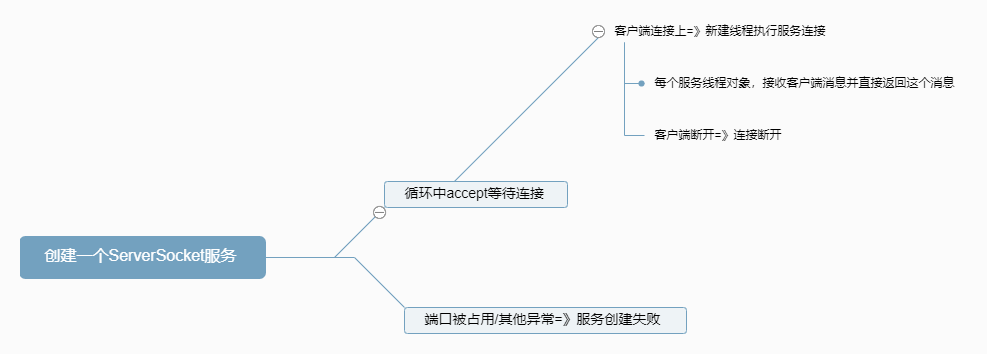 客户端连接上=》新建线程执行服务连接
每个服务线程对象，接收客户端消息并直接返回这个消息
客户端断开=》连接断开
循环中accept等待连接
创建一个ServerSocket服务
端口被占用/其他异常=》服务创建失败